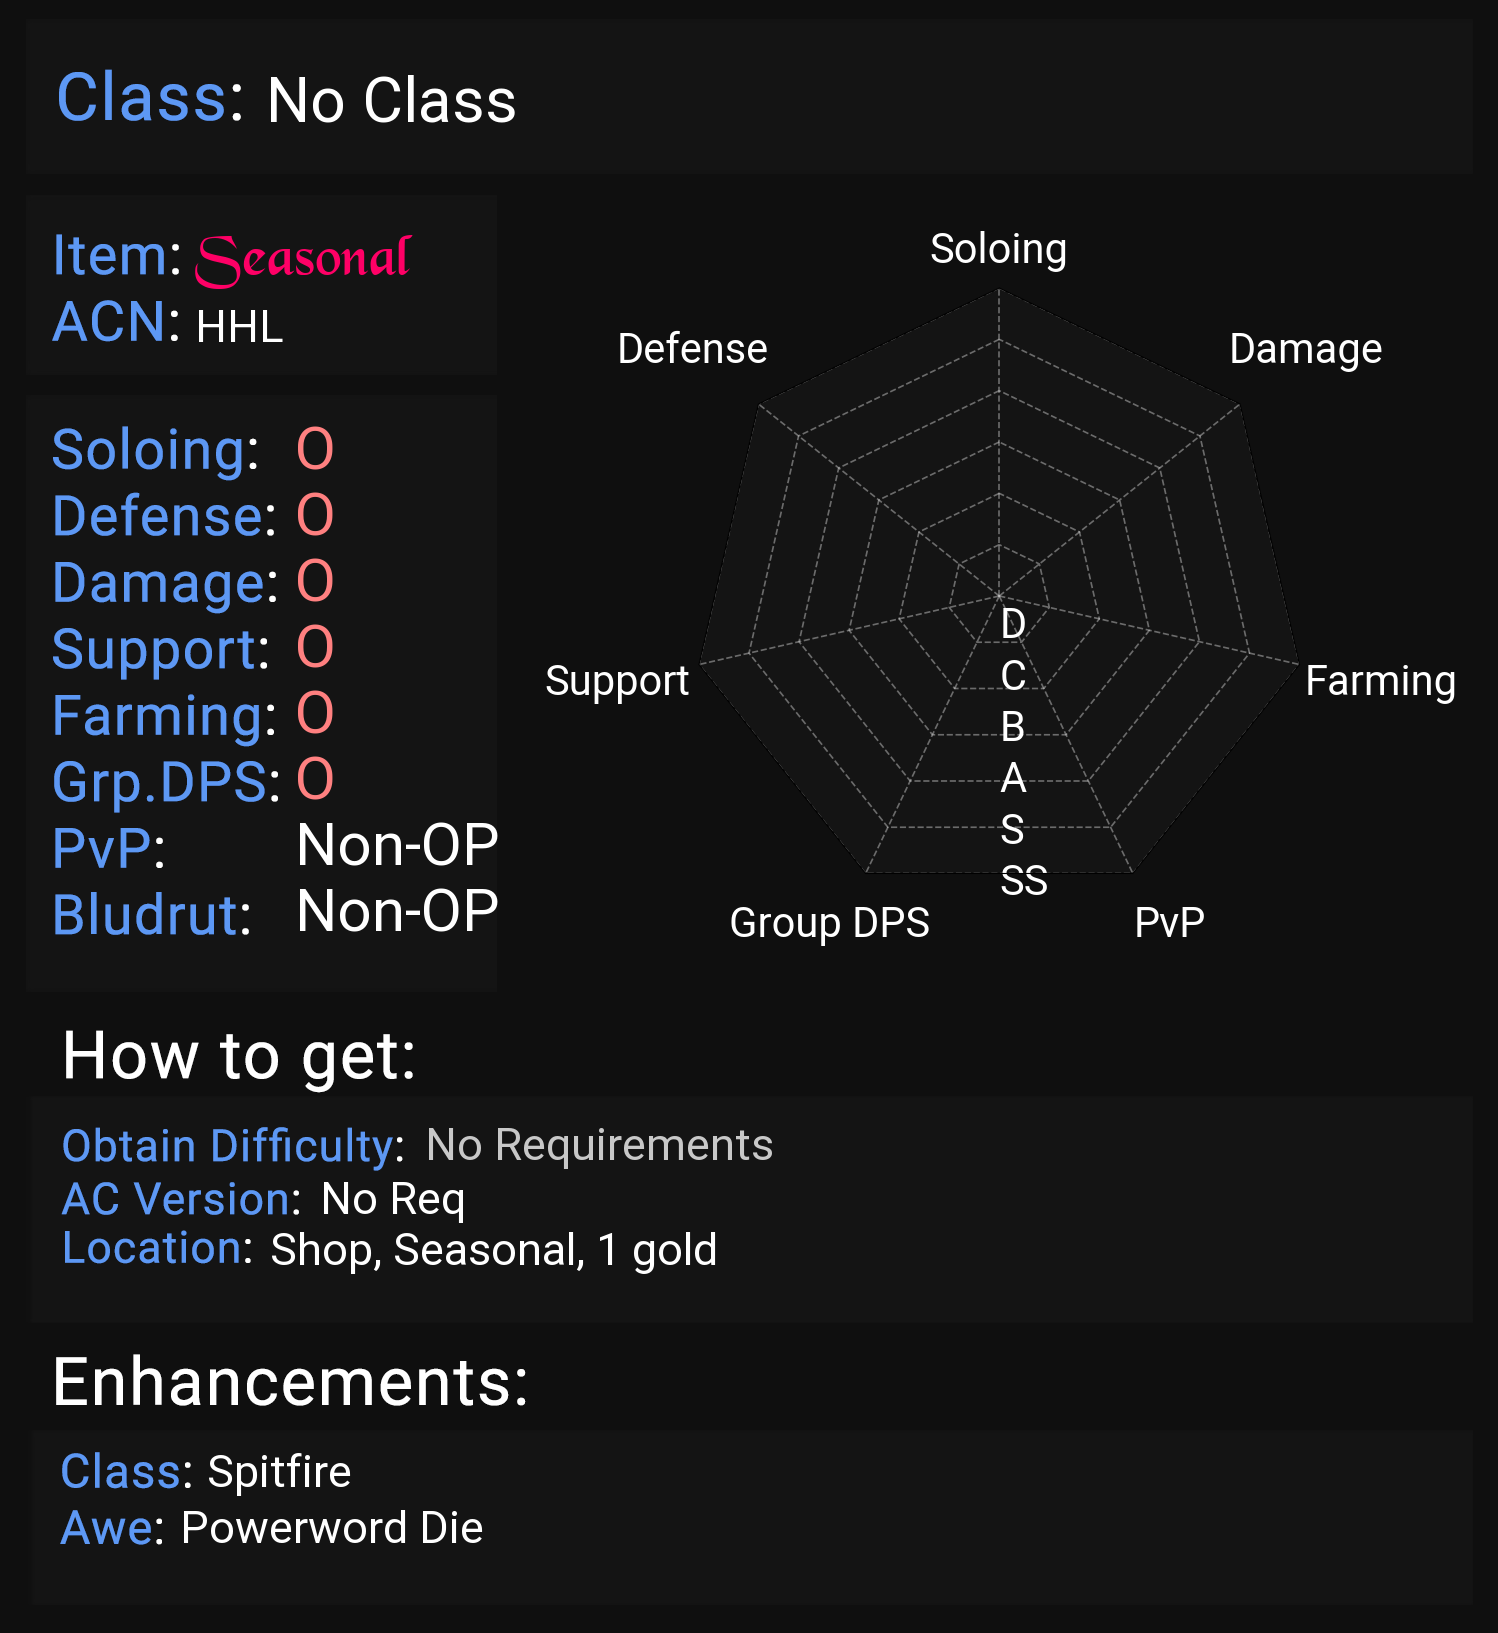 Class: No Class
Item: Seasonal
ACN: HHL
Soloing: O
Defense: O
Damage: O
Support: O
Farming: O
Grp.DPS: O
PvP: Non-OP
Bludrut: Non-OP
Soloing
Defense
Damage
Support
Farming
D
C
B
A
S
SS
Group DPS
PvP
How to get:
Obtain Difficulty: No Requirements
AC Version: No Req
Location: Shop, Seasonal, 1 gold
Enhancements:
Class: Spitfire
Awe: Powerword Die